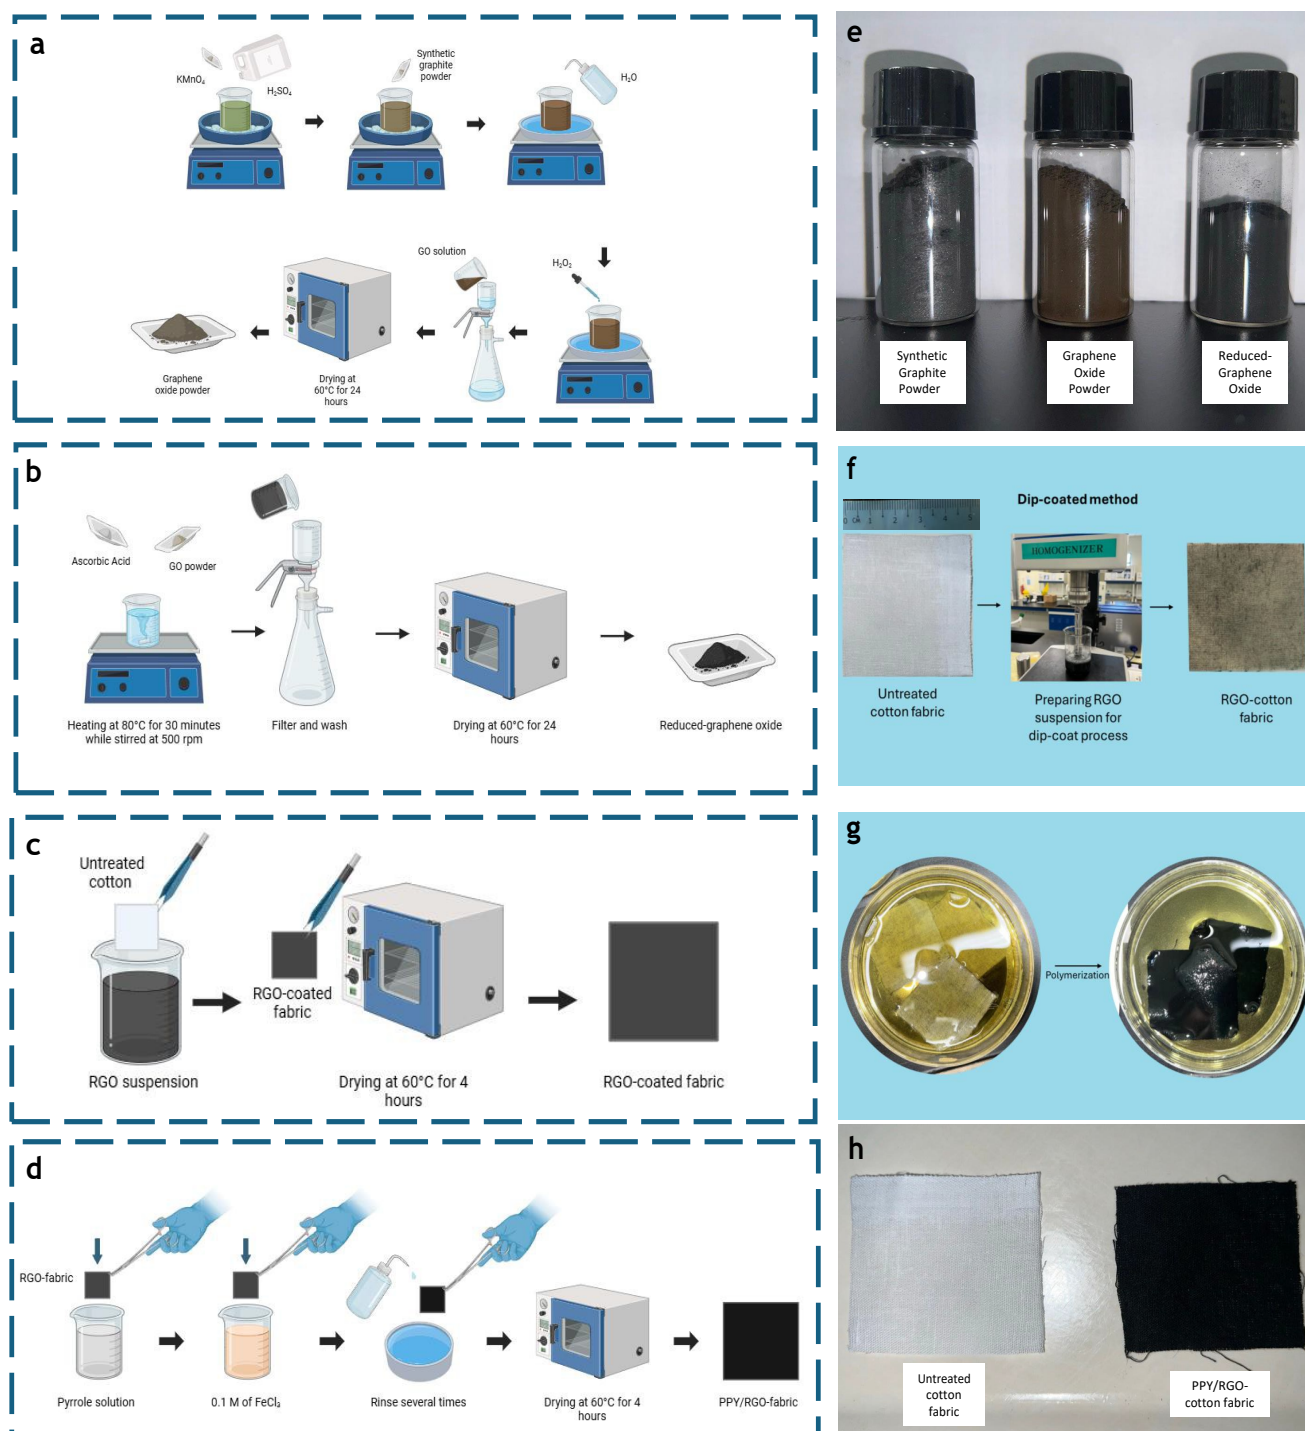 a
KMnO₄
H₂SO₄
Synthetic
graphite
powder
H₂O
H₂O₂
GO solution
Drying at
60°C for 24
hours
Graphene
oxide powder
b
Ascorbic Acid
GO powder
Heating at 80°C for 30 minutes
while stirred at 500 rpm
Filter and wash
Drying at 60°C for 24
hours
Reduced-graphene oxide
c
Untreated
cotton
RGO suspension
RGO-coated
fabric
Drying at 60°C for 4
hours
RGO-coated fabric
d
RGO-fabric
Pyrrole solution
0.1 M of FeCl₃
Rinse several times
Drying at 60°C for 4
hours
PPY/RGO-fabric
e
Synthetic
Graphite
Powder
Graphene
Oxide
Powder
Reduced-
Graphene
Oxide
f
Dip-coated method
0 1 2 3 4 5
HOMOGENIZER
Untreated
cotton fabric
Preparing RGO
suspension for
dip-coat process
RGO-cotton
fabric
g
Polymerization
h
Untreated
cotton
fabric
PPY/RGO-
cotton fabric